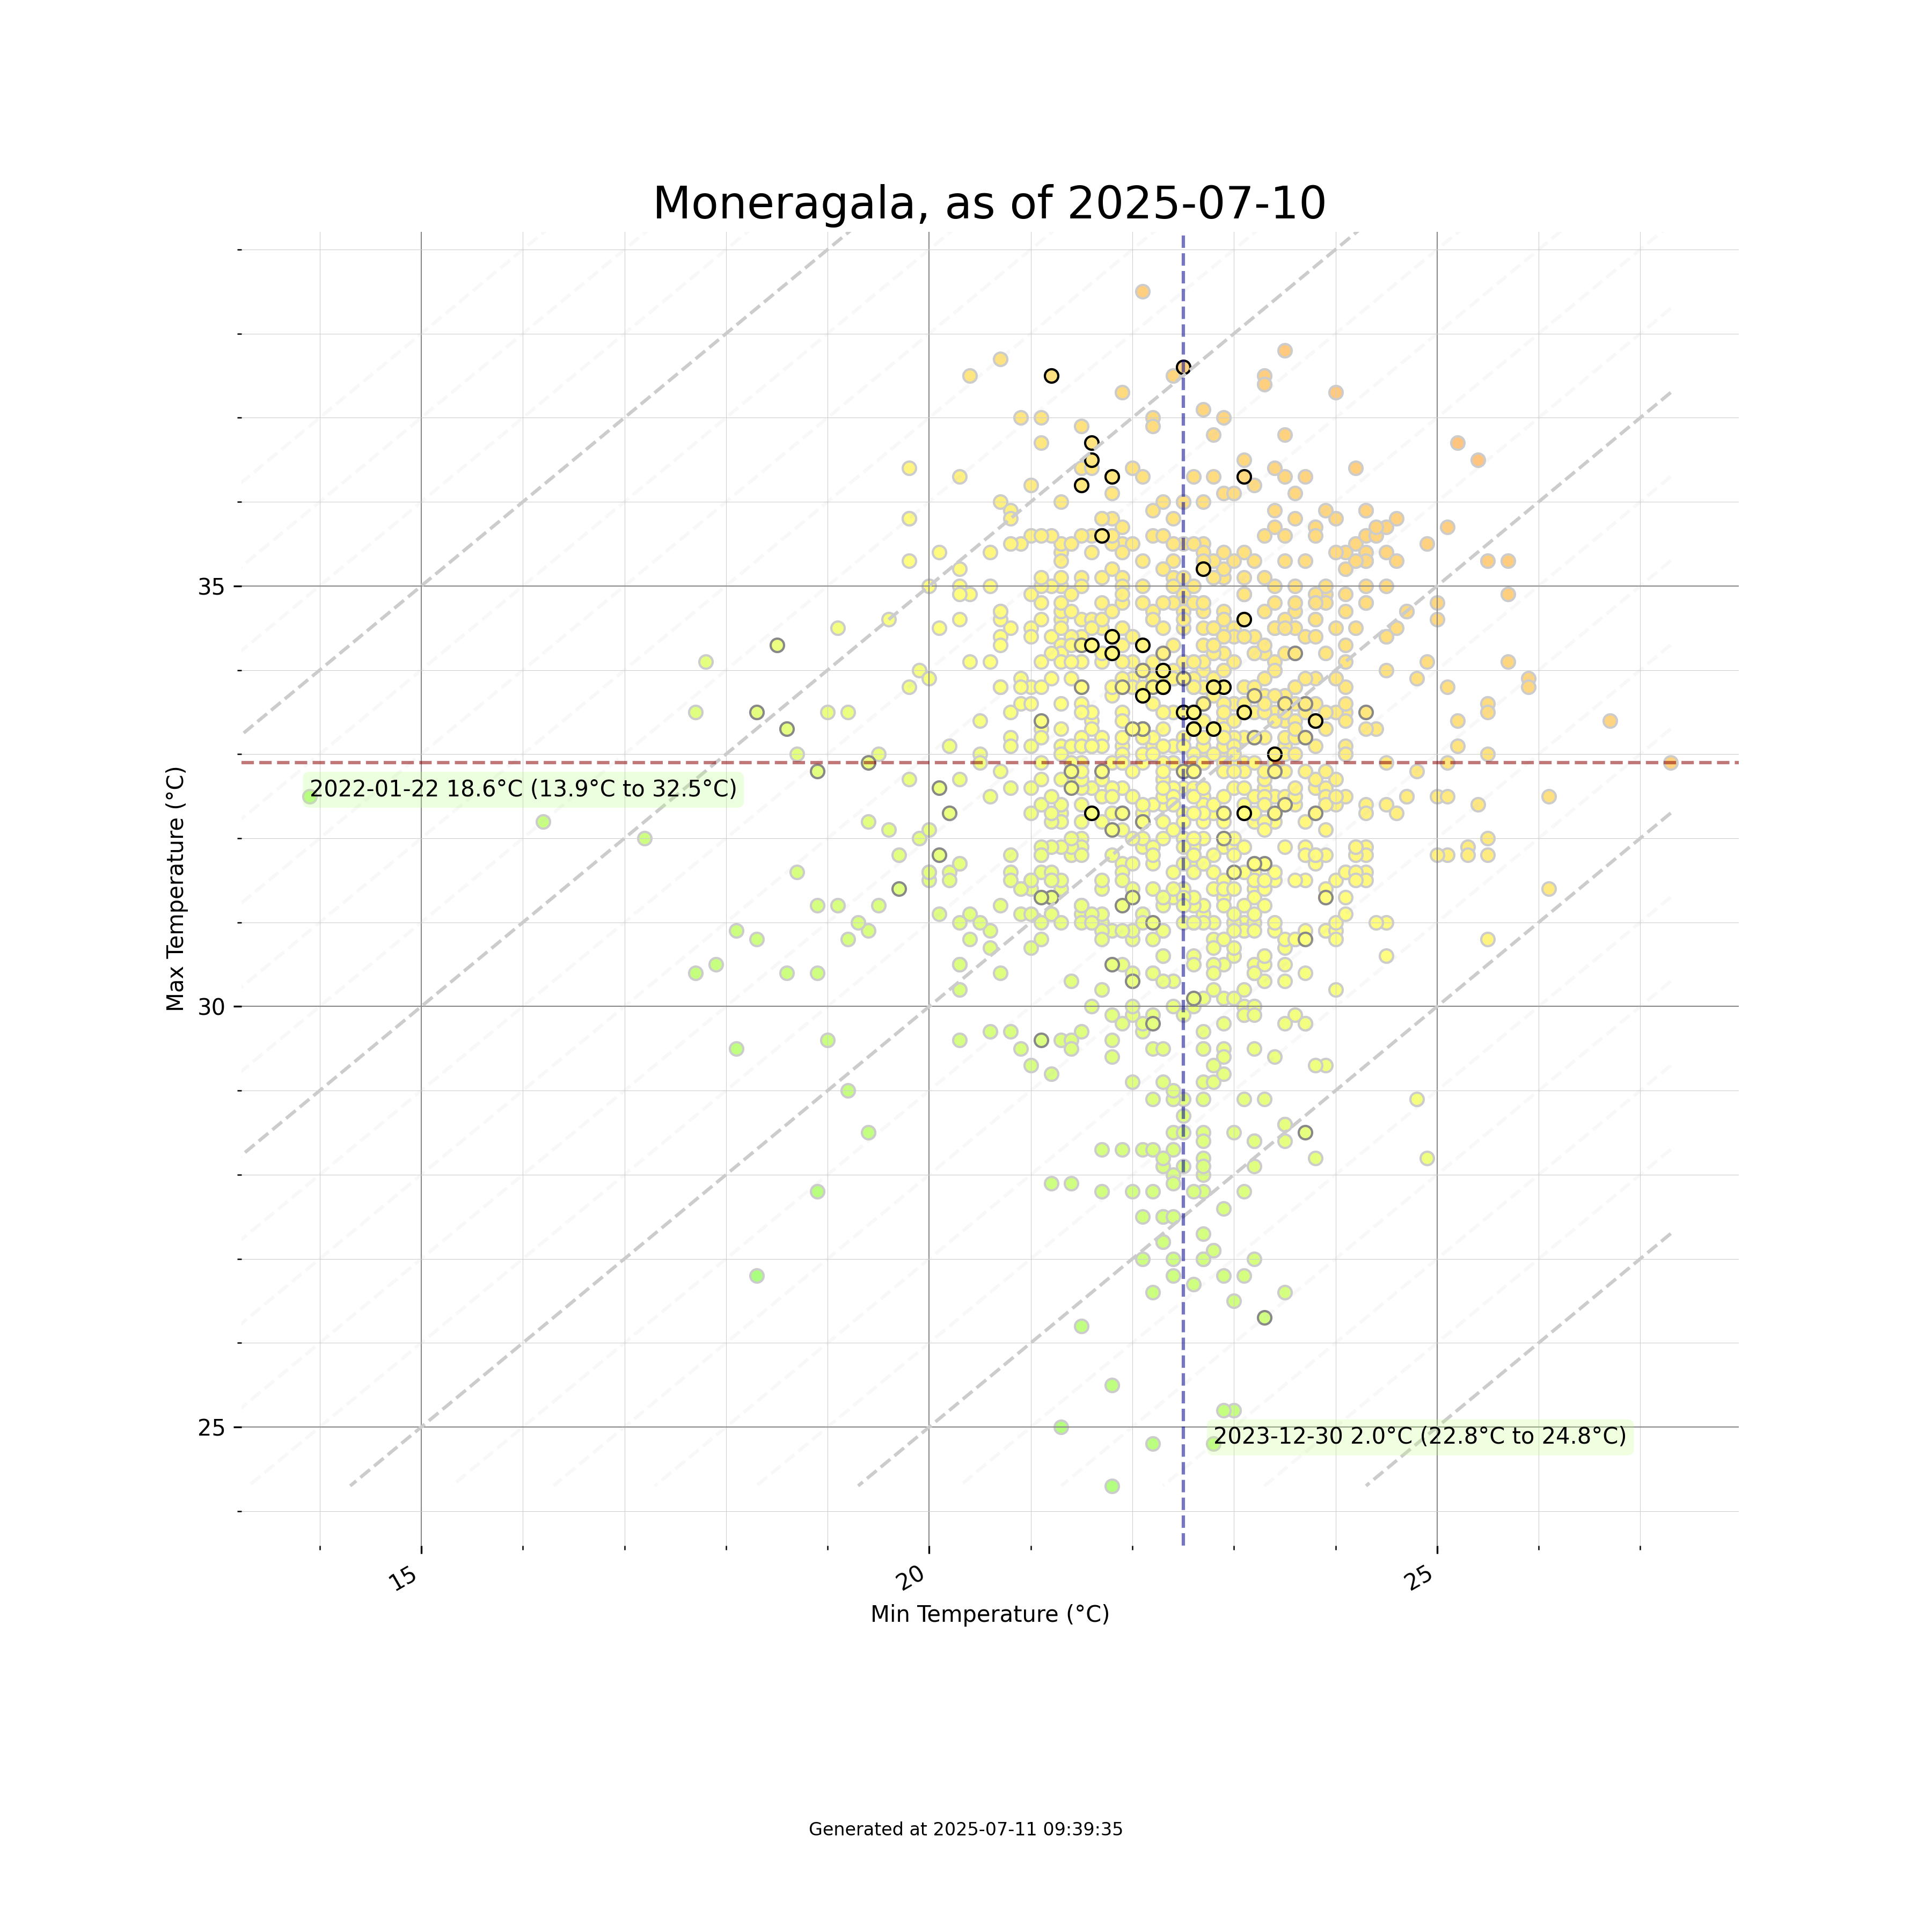 Moneragala, as of 2025-07-10
Max Temperature (°C)
35
30
25
2022-01-22 18.6°C (13.9°C to 32.5°C)
2023-12-30 2.0°C (22.8°C to 24.8°C)
15
20
25
Min Temperature (°C)
Generated at 2025-07-11 09:39:35